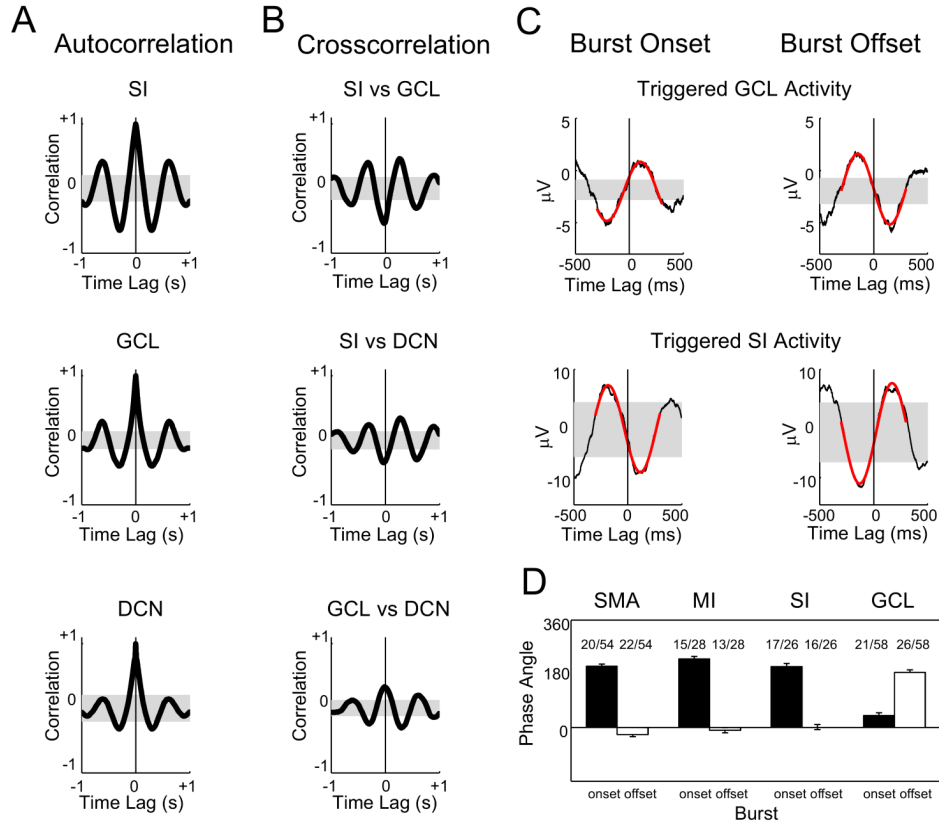 A
Autocorrelation
SI
+1
0
-1
Correlation
-1 0 +1
Time Lag (s)
GCL
+1
0
-1
Correlation
-1 0 +1
Time Lag (s)
DCN
+1
0
-1
Correlation
-1 0 +1
Time Lag (s)
B
Crosscorrelation
SI vs GCL
+1
0
-1
Correlation
-1 0 +1
Time Lag (s)
SI vs DCN
+1
0
-1
Correlation
-1 0 +1
Time Lag (s)
GCL vs DCN
+1
0
-1
Correlation
-1 0 +1
Time Lag (s)
C
Burst Onset Burst Offset
Triggered GCL Activity
5
0
-5
µV
-500 0 500
Time Lag (ms)
5
0
-5
µV
-500 0 500
Time Lag (ms)
Triggered SI Activity
10
0
-10
µV
-500 0 500
Time Lag (ms)
10
0
-10
µV
-500 0 500
Time Lag (ms)
D
SMA MI SI GCL
360
180
0
Phase Angle
20/54 22/54 15/28 13/28 17/26 16/26 21/58 26/58
onset offset onset offset onset offset onset offset
Burst